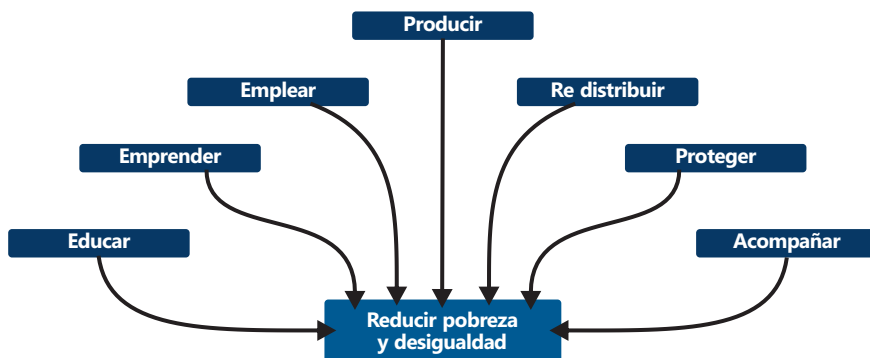 Producir
Emplear
Re distribuir
Emprender
Proteger
Educar
Acompañar
Reducir pobreza
y desigualdad